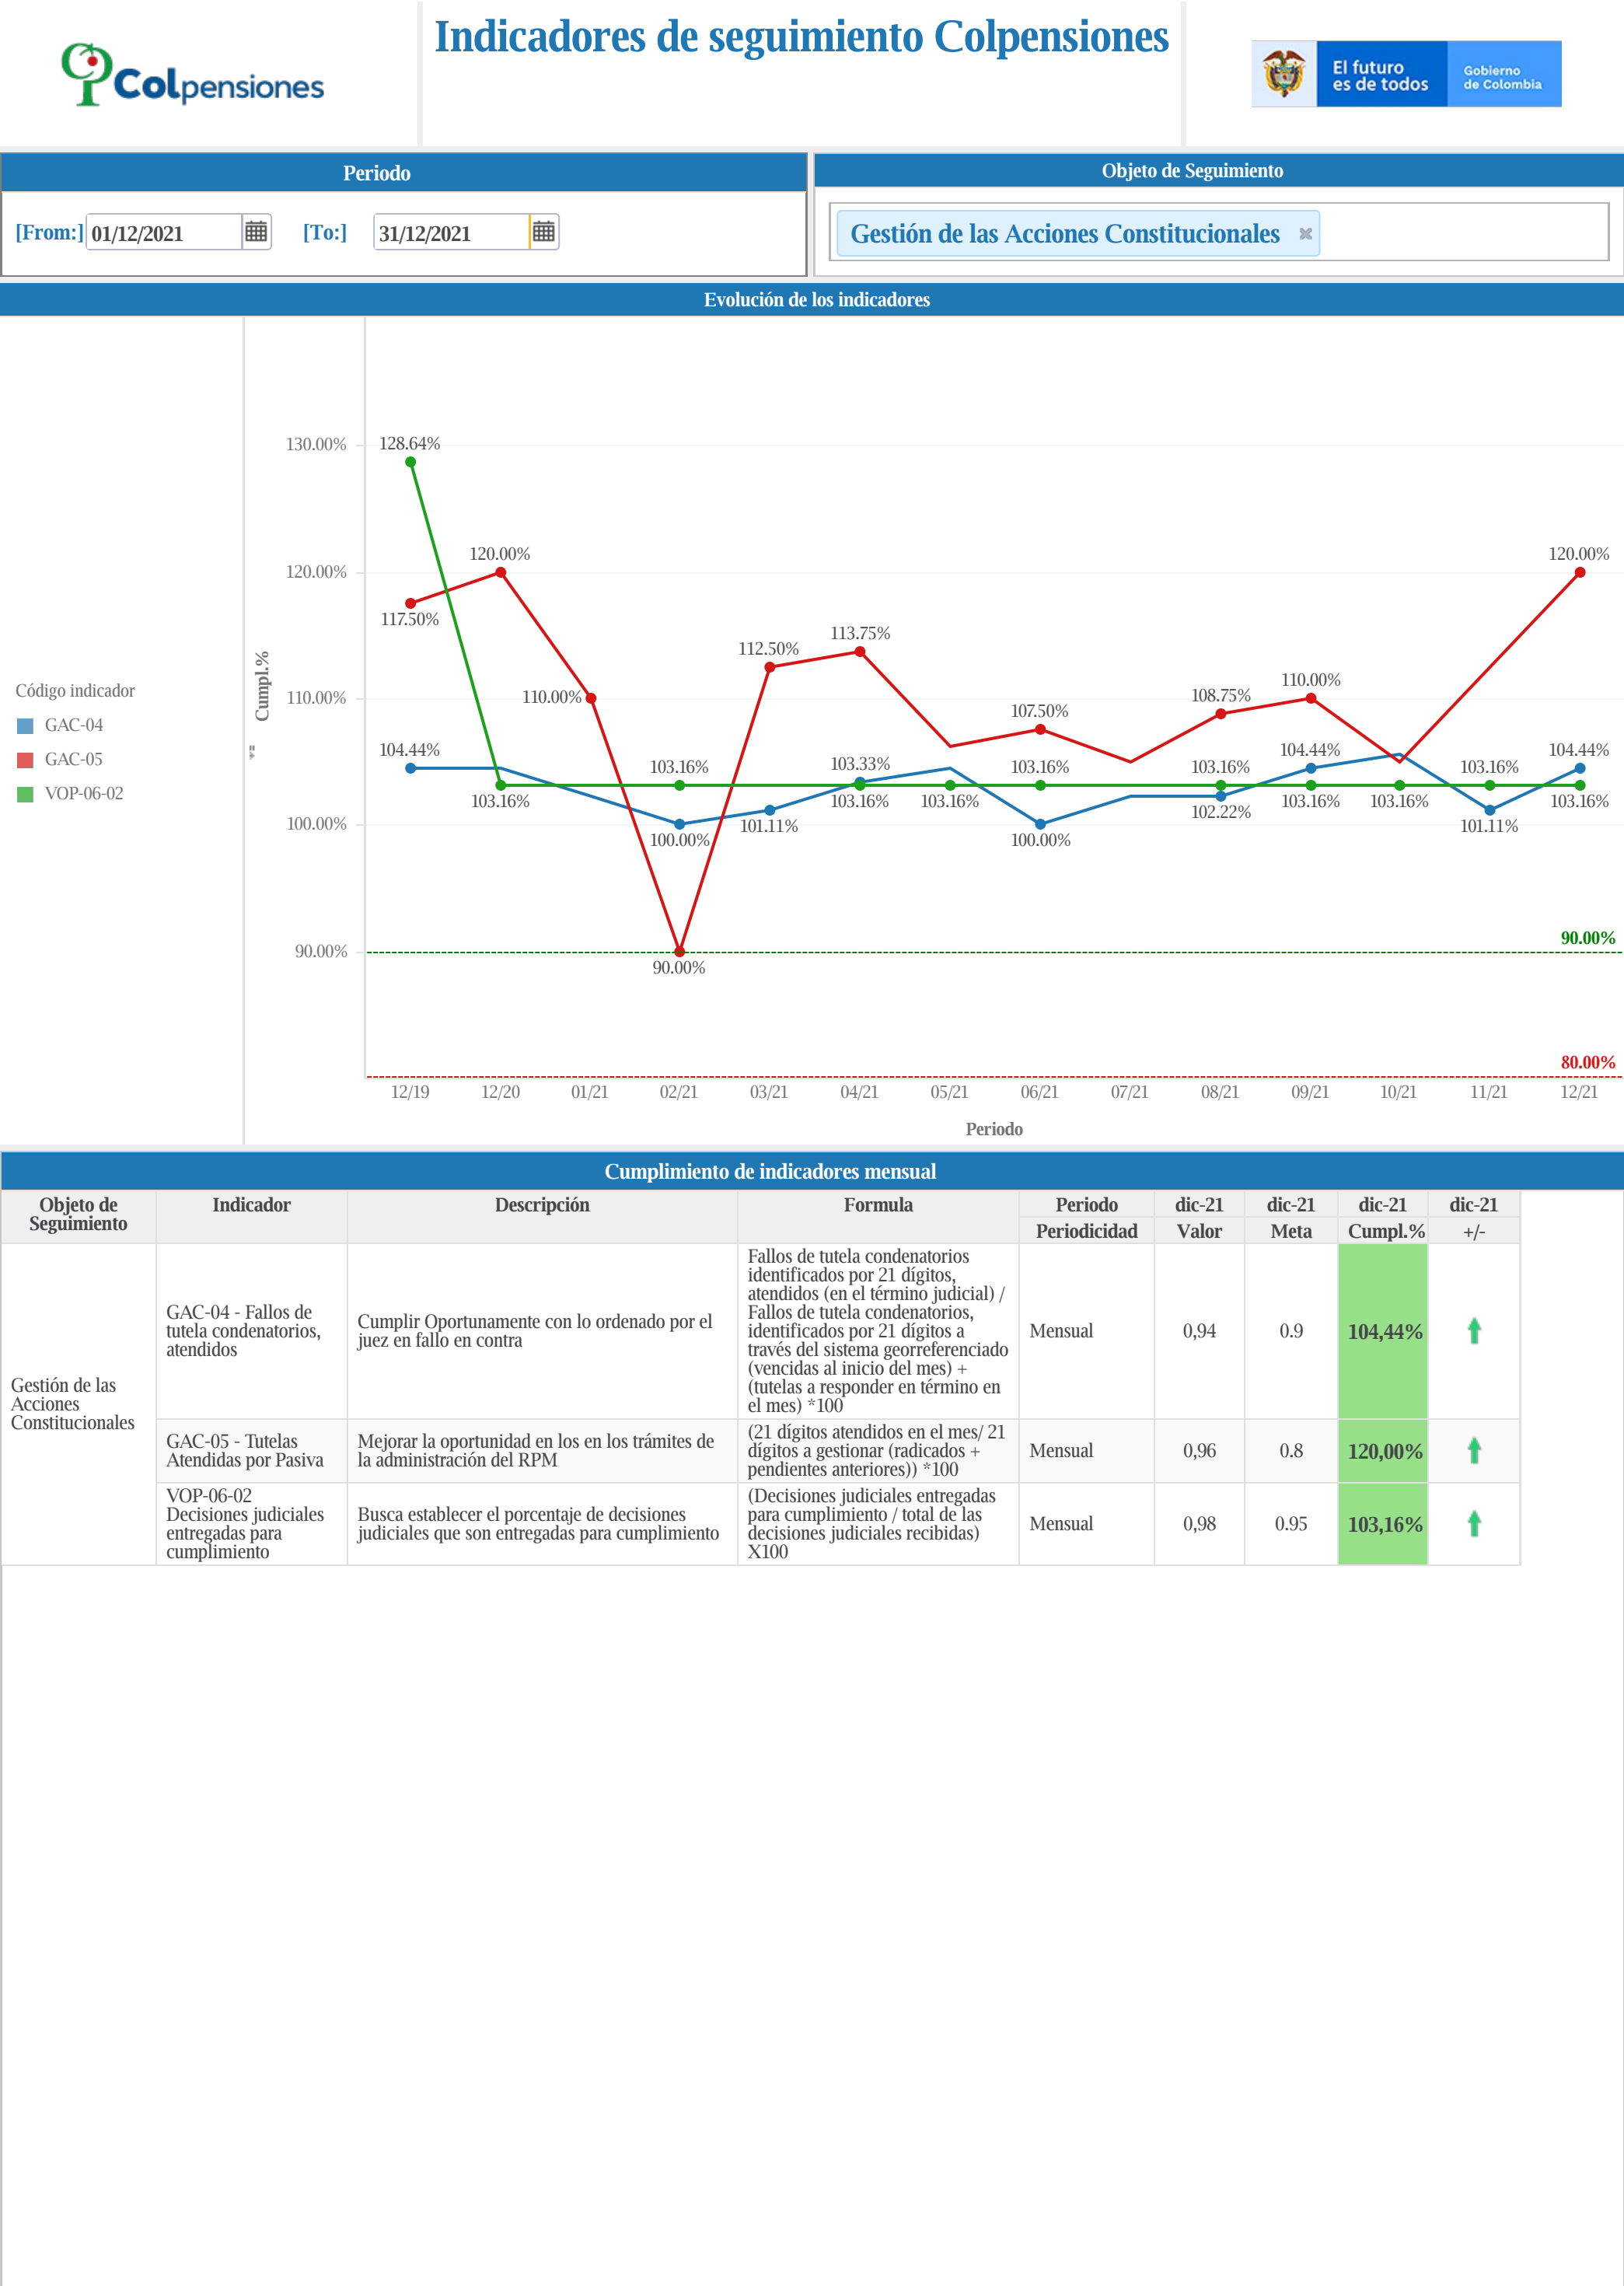 Indicadores de seguimiento Colpensiones
Colpensiones
El futuro
es de todos
Gobierno
de Colombia
Periodo
[From:] 01/12/2021 [To:] 31/12/2021
Objeto de Seguimiento
Gestión de las Acciones Constitucionales
Evolución de los indicadores
Código indicador
GAC-04
GAC-05
VOP-06-02
Cumpl.%
130.00%
120.00%
110.00%
100.00%
90.00%
128.64%
117.50%
104.44%
120.00%
103.16%
110.00%
103.16%
100.00%
90.00%
112.50%
101.11%
113.75%
103.33%
103.16%
103.16%
107.50%
103.16%
100.00%
108.75%
103.16%
102.22%
110.00%
104.44%
103.16%
103.16%
103.16%
101.11%
120.00%
104.44%
103.16%
90.00%
80.00%
12/19 12/20 01/21 02/21 03/21 04/21 05/21 06/21 07/21 08/21 09/21 10/21 11/21 12/21
Periodo
Cumplimiento de indicadores mensual
Objeto de
Seguimiento
Indicador
Descripción
Formula
Periodo dic-21 dic-21 dic-21 dic-21
Periodicidad Valor Meta Cumpl.% +/-
Gestión de las
Acciones
Constitucionales
GAC-04 - Fallos de
tutela condenatorios,
atendidos
Cumplir Oportunamente con lo ordenado por el
juez en fallo en contra
Fallos de tutela condenatorios
identificados por 21 dígitos,
atendidos (en el término judicial) /
Fallos de tutela condenatorios,
identificados por 21 dígitos a
través del sistema georreferenciado
(vencidas al inicio del mes) +
(tutelas a responder en término en
el mes) *100
Mensual 0,94 0.9 104,44%
GAC-05 - Tutelas
Atendidas por Pasiva
Mejorar la oportunidad en los en los trámites de
la administración del RPM
(21 dígitos atendidos en el mes/ 21
dígitos a gestionar (radicados +
pendientes anteriores)) *100
Mensual 0,96 0.8 120,00%
VOP-06-02
Decisiones judiciales
entregadas para
cumplimiento
Busca establecer el porcentaje de decisiones
judiciales que son entregadas para cumplimiento
(Decisiones judiciales entregadas
para cumplimiento / total de las
decisiones judiciales recibidas)
X100
Mensual 0,98 0.95 103,16%